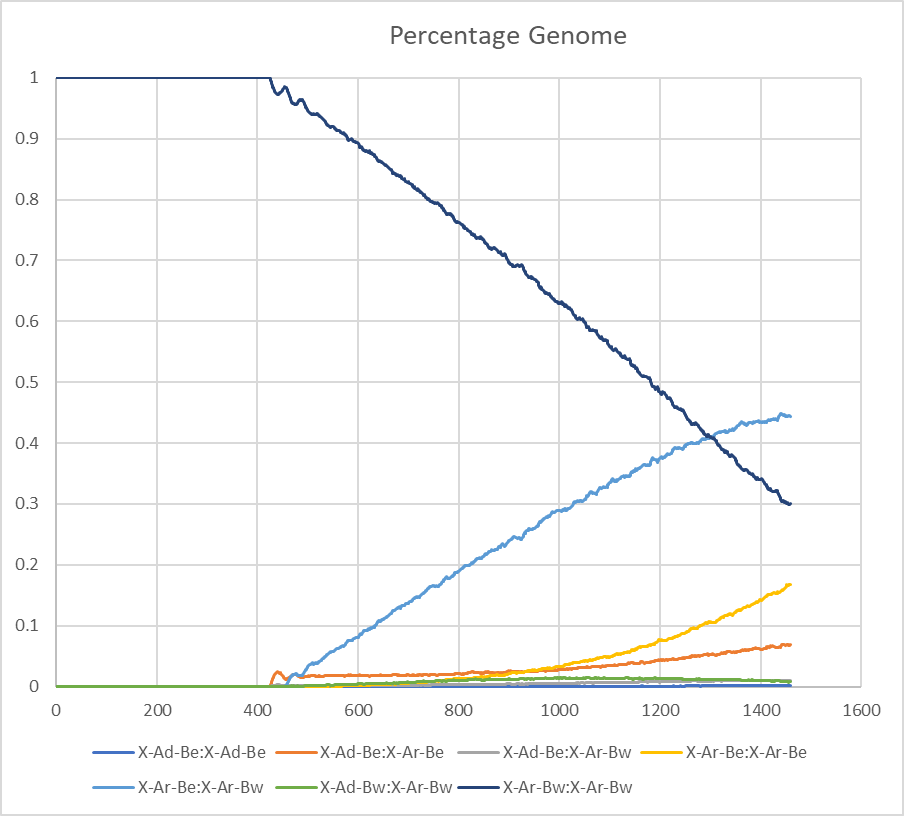 Percentage Genome
1
0.9
0.8
0.7
0.6
0.5
0.4
0.3
0.2
0.1
0
0 200 400 600 800 1000 1200 1400 1600
X-Ad-Be:X-Ad-Be X-Ad-Be:X-Ar-Be X-Ad-Be:X-Ar-Bw X-Ar-Be:X-Ar-Be
X-Ar-Be:X-Ar-Bw X-Ad-Bw:X-Ar-Bw X-Ar-Bw:X-Ar-Bw